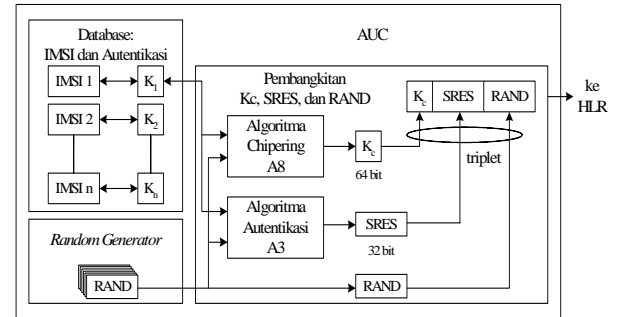 AUC
Database:
IMSI dan Autentikasi
IMSI 1
K1
IMSI 2
K2
IMSI n
Kn
Random Generator
RAND
Pembangkitan
Kc, SRES, dan RAND
Algoritma
Chipering
A8
Kc
64 bit
Algoritma
Autentikasi
A3
SRES
32 bit
RAND
Kc
SRES
RAND
triplet
ke
HLR